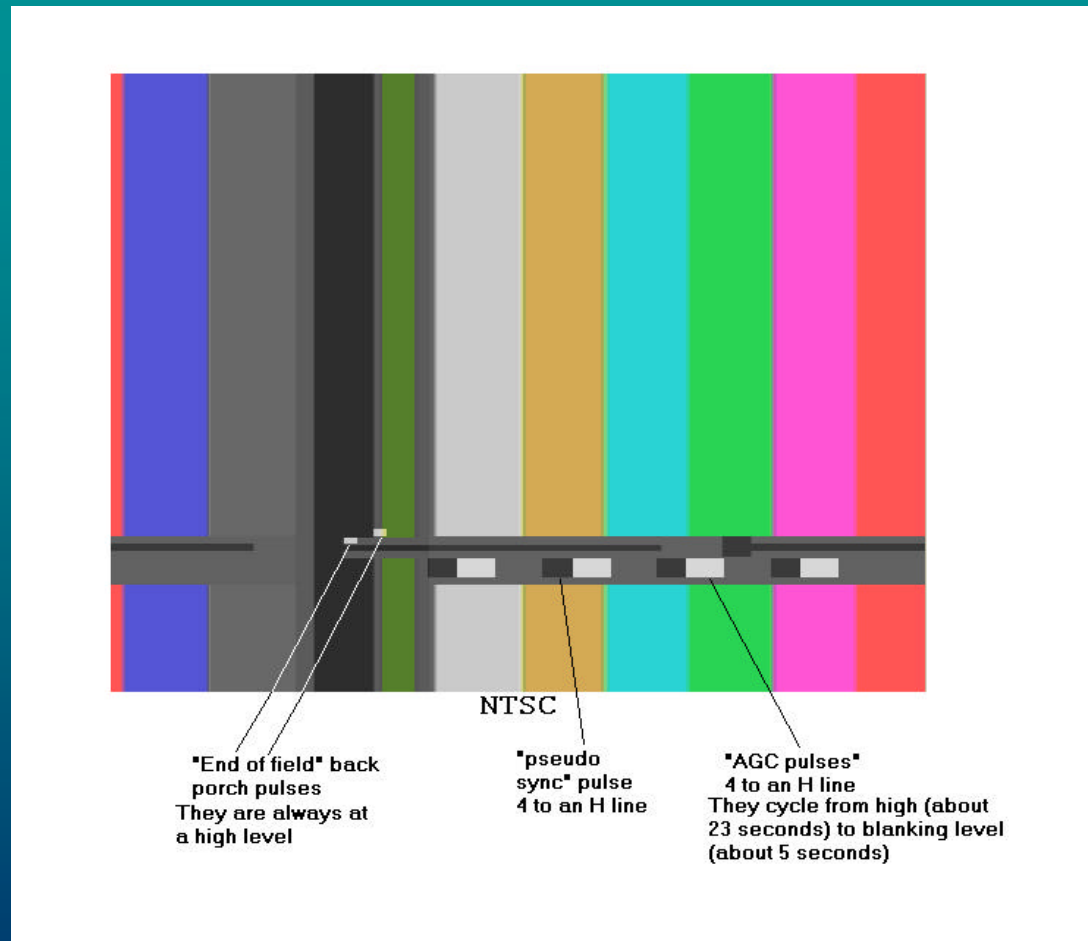 NTSC
"End of field" back
porch pulses
They are always at
a high level
"pseudo
sync" pulse
4 to an H line
"AGC pulses"
4 to an H line
They cycle from high (about
23 seconds) to blanking level
(about 5 seconds)